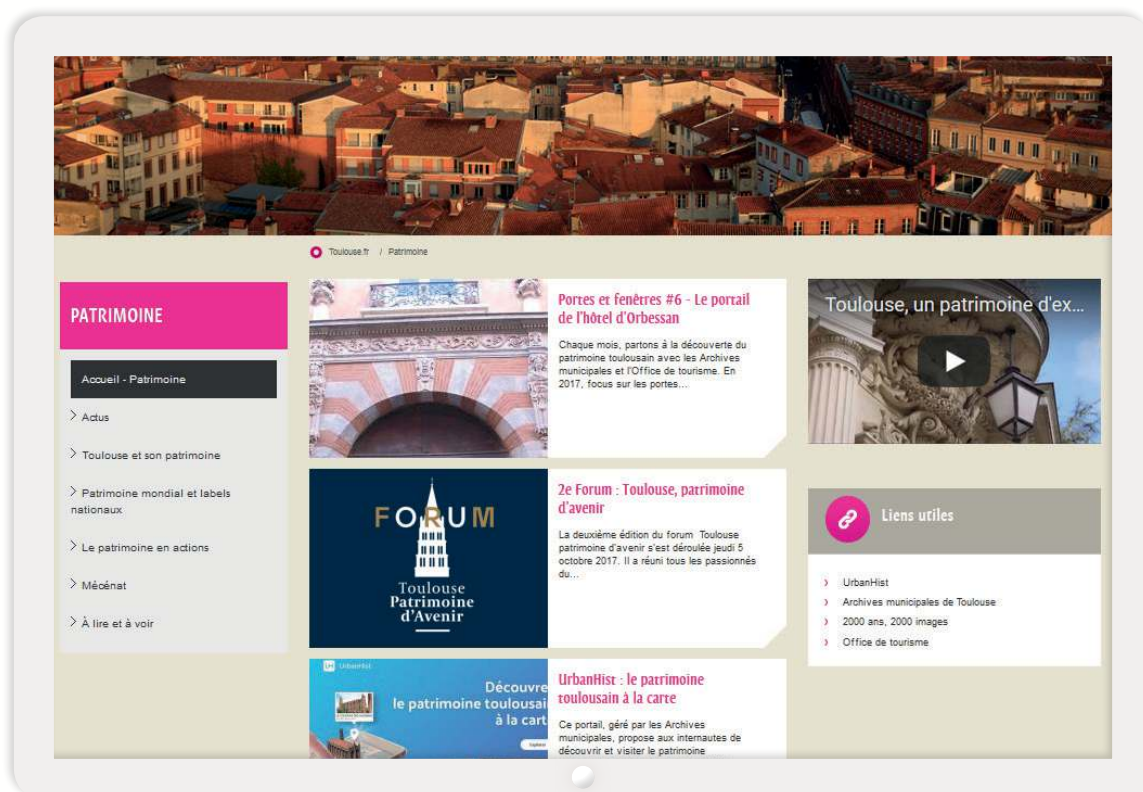 Toulouse.fr / Patrimoine
PATRIMOINE
Accueil - Patrimoine
Actus
Toulouse et son patrimoine
Patrimoine mondial et labels
nationaux
Le patrimoine en actions
Mécénat
À lire et à voir
Portes et fenêtres #6 - Le portail
de l'hôtel d'Orbessan
Chaque mois, partons à la découverte du
patrimoine toulousain avec les Archives
municipales et l'Office de tourisme. En
2017, focus sur les portes...
FORUM
Toulouse
Patrimoine
d'Avenir
2e Forum : Toulouse, patrimoine
d'avenir
La deuxième édition du forum Toulouse
patrimoine d'avenir s'est déroulée jeudi 5
octobre 2017. Il a réuni tous les passionnés
du...
UH UrbanHist
Découvre
le patrimoine toulousai
à la cart
Explorer
UrbanHist : le patrimoine
toulousain à la carte
Ce portail, géré par les Archives
municipales, propose aux internautes de
découvrir et visiter le patrimoine
Toulouse, un patrimoine d'ex...
Liens utiles
UrbanHist
Archives municipales de Toulouse
2000 ans, 2000 images
Office de tourisme